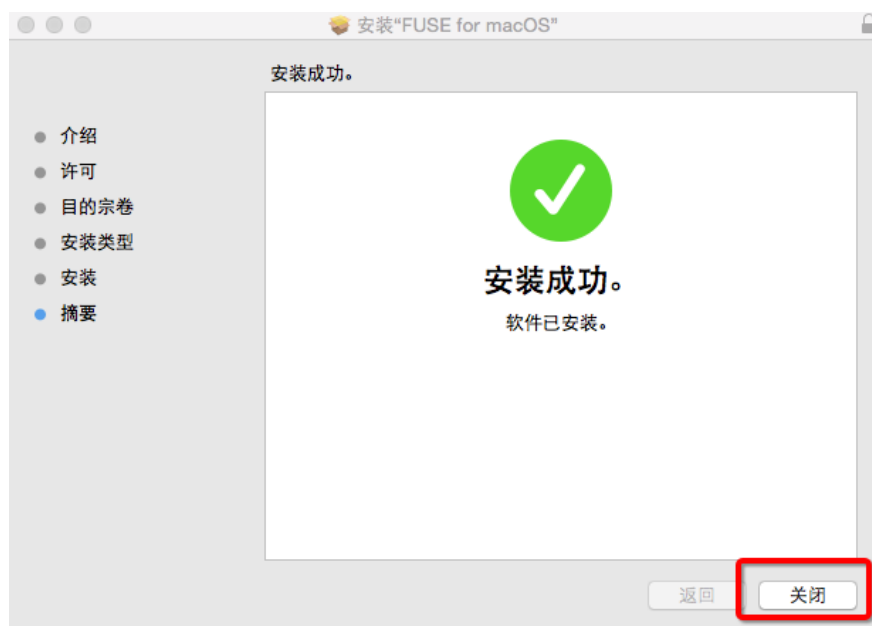 安装“FUSE for macOS”
安装成功。
介绍
许可
目的宗卷
安装类型
安装
摘要
安装成功。
软件已安装。
返回
关闭